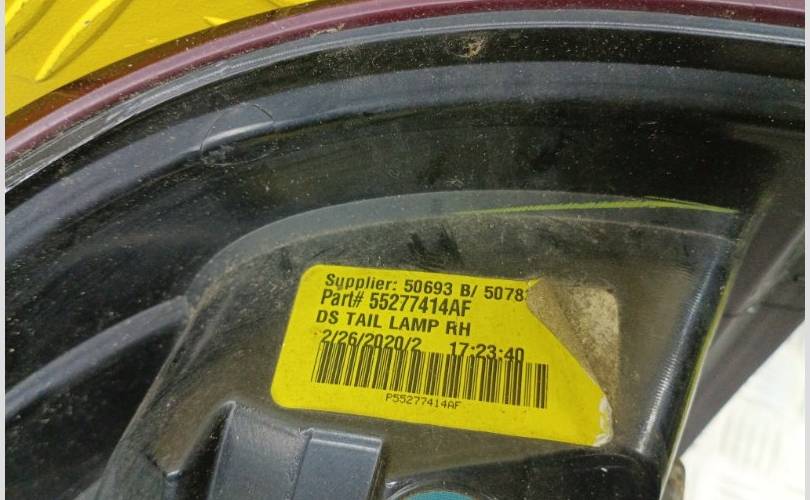 Supplier: 50693 B/ 5078
Part# 55277414AF
DS TAIL LAMP RH
2/26/2020/2 17:23:40
P55277414AF